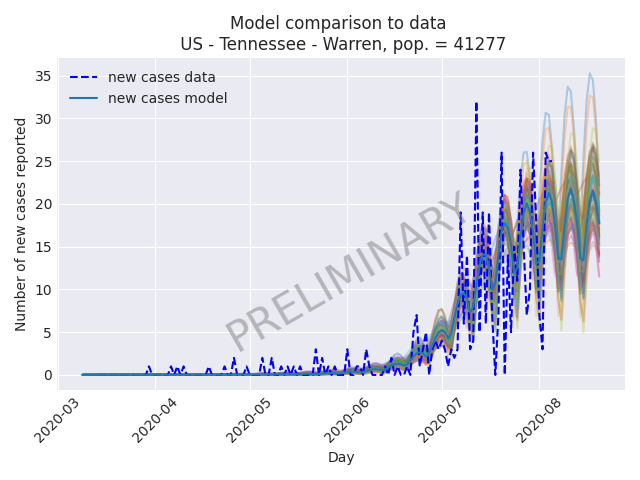 Model comparison to data
US - Tennessee - Warren, pop. = 41277
new cases data
new cases model
PRELIMINARY
Number of new cases reported
35
30
25
20
15
10
5
0
2020-03
2020-04
2020-05
2020-06
2020-07
2020-08
Day